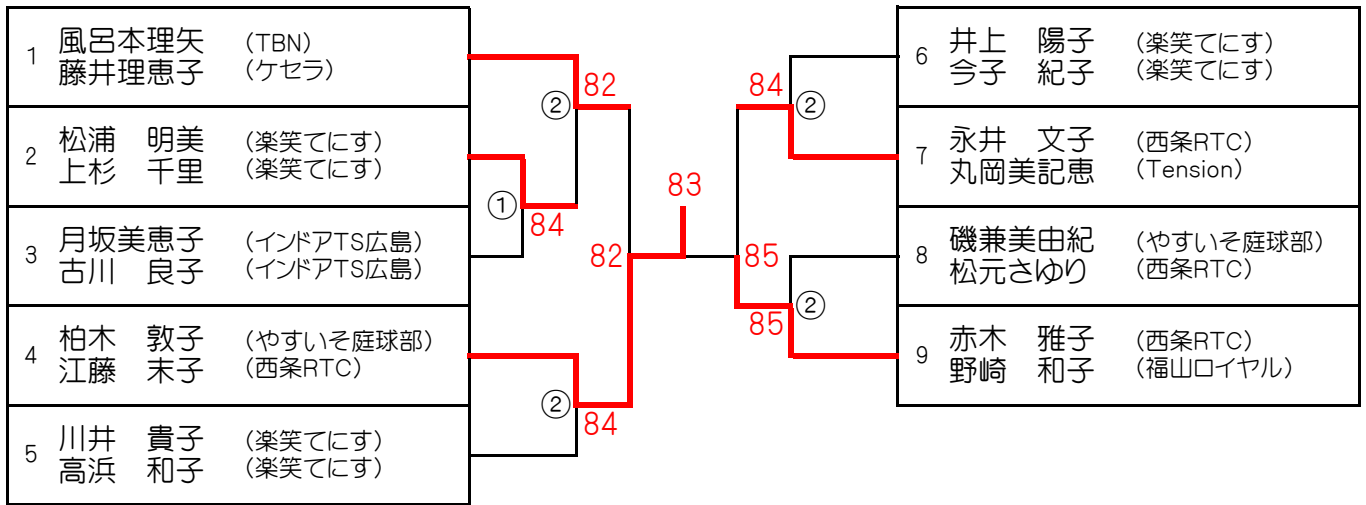 1 風呂本理矢 (TBN)
藤井理恵子 (ケセラ)
2 松浦 明美 (楽笑てにす)
上杉 千里 (楽笑てにす)
3 月坂美恵子 (インドアTS広島)
古川 良子 (インドアTS広島)
4 柏木 敦子 (やすいそ庭球部)
江藤 末子 (西条RTC)
5 川井 貴子 (楽笑てにす)
高浜 和子 (楽笑てにす)
② 82
① 84
82
② 84
83
84 ②
85
85 ②
6 井上 陽子 (楽笑てにす)
今子 紀子 (楽笑てにす)
7 永井 文子 (西条RTC)
丸岡美記恵 (Tension)
8 磯兼美由紀 (やすいそ庭球部)
松元さゆり (西条RTC)
9 赤木 雅子 (西条RTC)
野崎 和子 (福山ロイヤル)